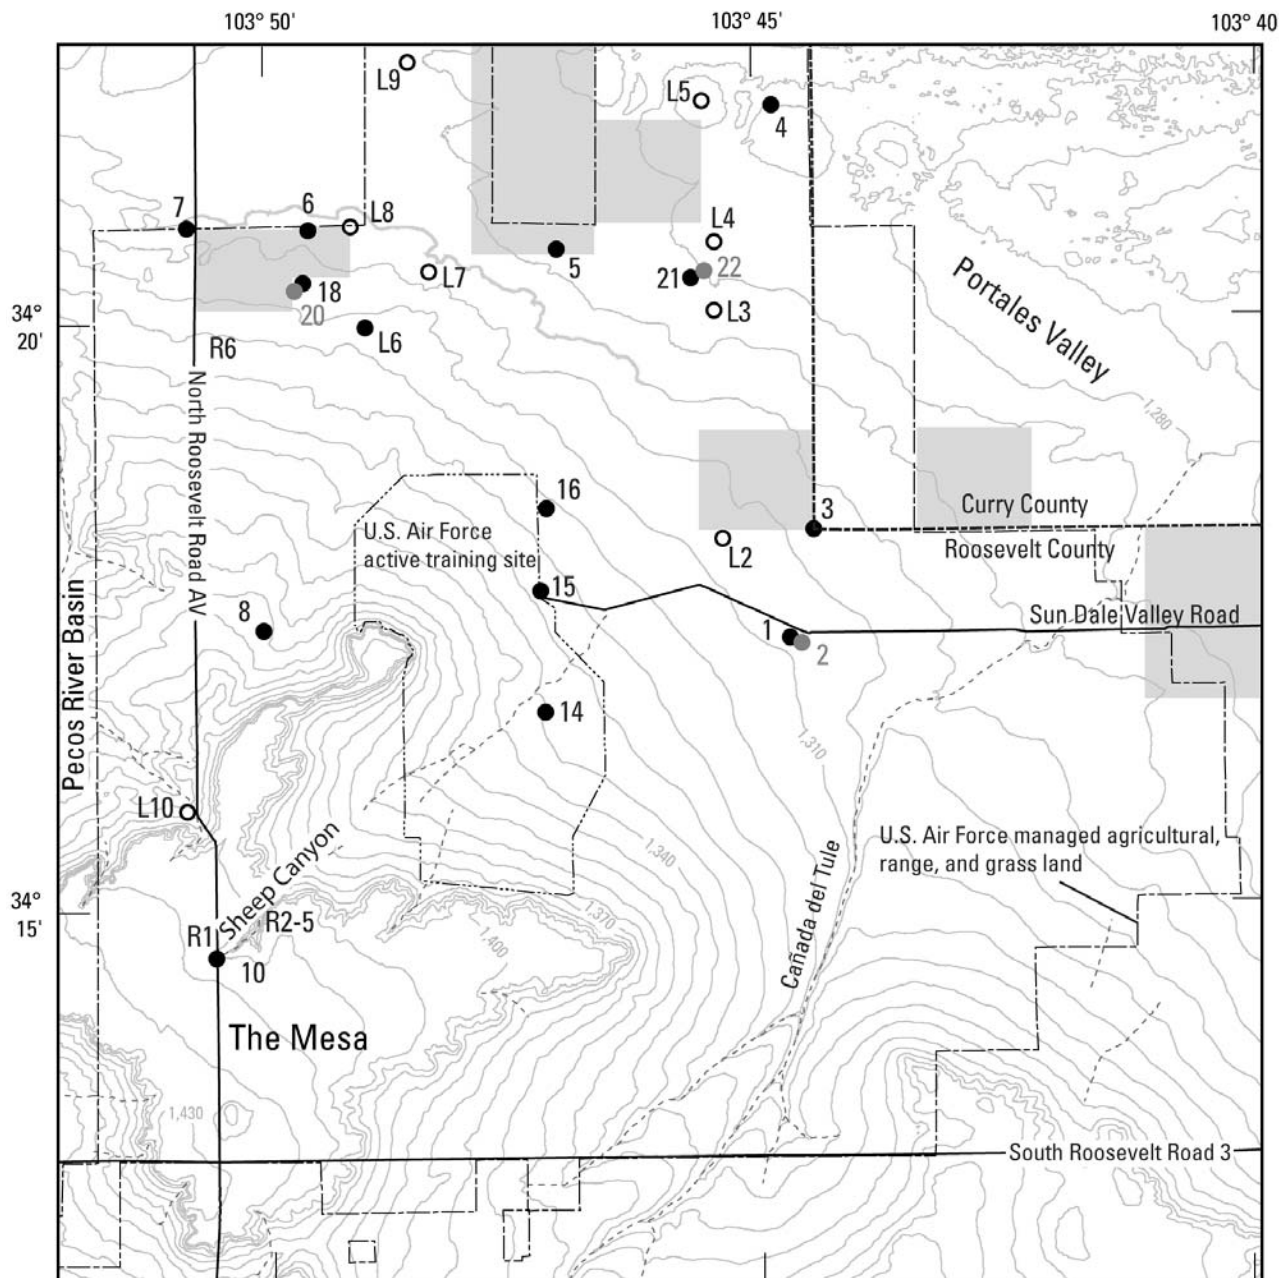 103° 50'
103° 45'
103° 40
L9
L5
4
7
6
L8
L4
5
21
22
L7
18
20
L3
34°
20'
L6
R6
Portales Valley
North Roosevelt Road AV
1,280
16
3
Curry County
U.S. Air Force
active training site
L2
Roosevelt County
15
8
Sun Dale Valley Road
1
2
Pecos River Basin
14
1,310
L10
Sheep Canyon
1,340
U.S. Air Force managed agricultural,
range, and grass land
34°
15'
Cañada del Tule
R1
R2-5
1,370
1,400
10
The Mesa
1,430
South Roosevelt Road 3